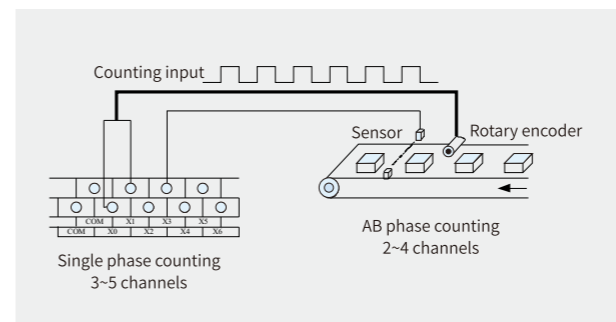 Counting input
Sensor
Rotary encoder
COM X1 X3 X5
COM X0 X2 X4 X6
AB phase counting
2~4 channels
Single phase counting
3~5 channels